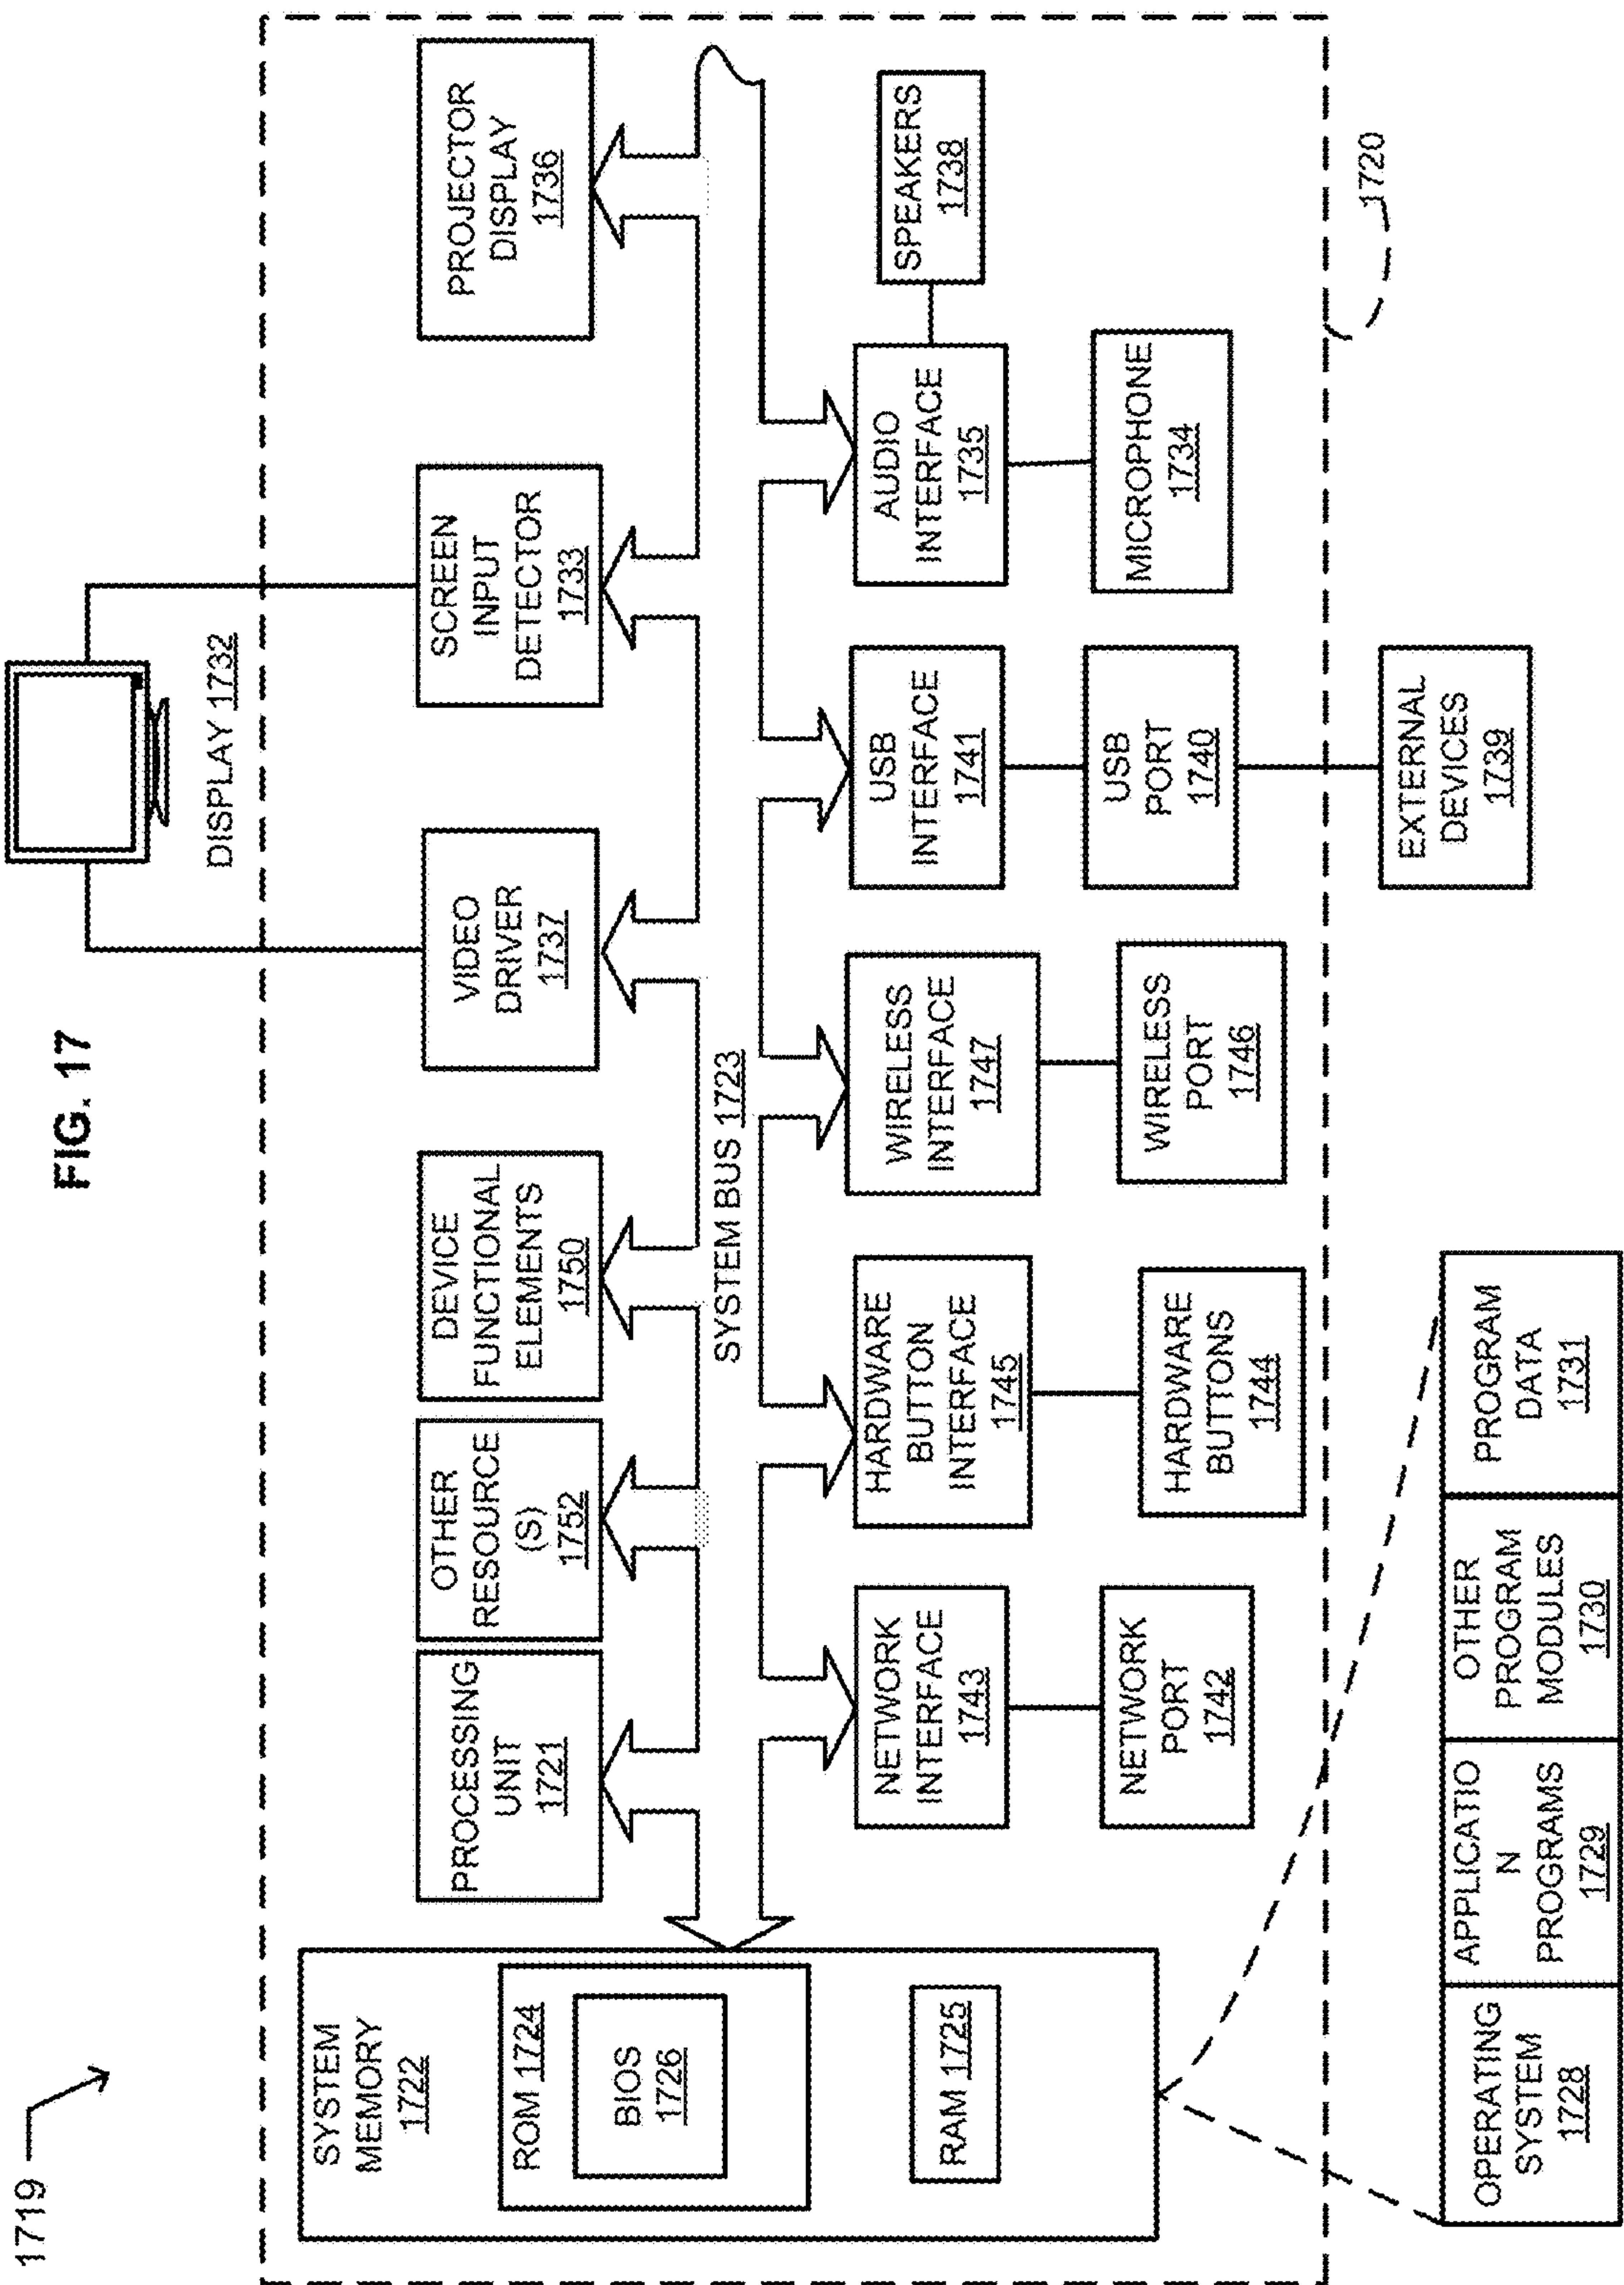 1719
FIG. 17
DISPLAY 1732
SYSTEM
MEMORY
1722
ROM 1724
BIOS
1726
RAM 1725
PROCESSING
UNIT
1721
OTHER
RESOURCE
(S)
1752
DEVICE
FUNCTIONAL
ELEMENTS
1750
VIDEO
DRIVER
1737
SCREEN
INPUT
DETECTOR
1733
PROJECTOR
DISPLAY
1736
SYSTEM BUS 1723
NETWORK
INTERFACE
1743
HARDWARE
BUTTON
INTERFACE
1745
WIRELESS
INTERFACE
1747
USB
INTERFACE
1741
AUDIO
INTERFACE
1735
SPEAKERS
1738
NETWORK
PORT
1742
HARDWARE
BUTTONS
1744
WIRELESS
PORT
1746
USB
PORT
1740
MICROPHONE
1734
1720
OPERATING
SYSTEM
1728
APPLICATIO
N
PROGRAMS
1729
OTHER
PROGRAM
MODULES
1730
PROGRAM
DATA
1731
EXTERNAL
DEVICES
1739